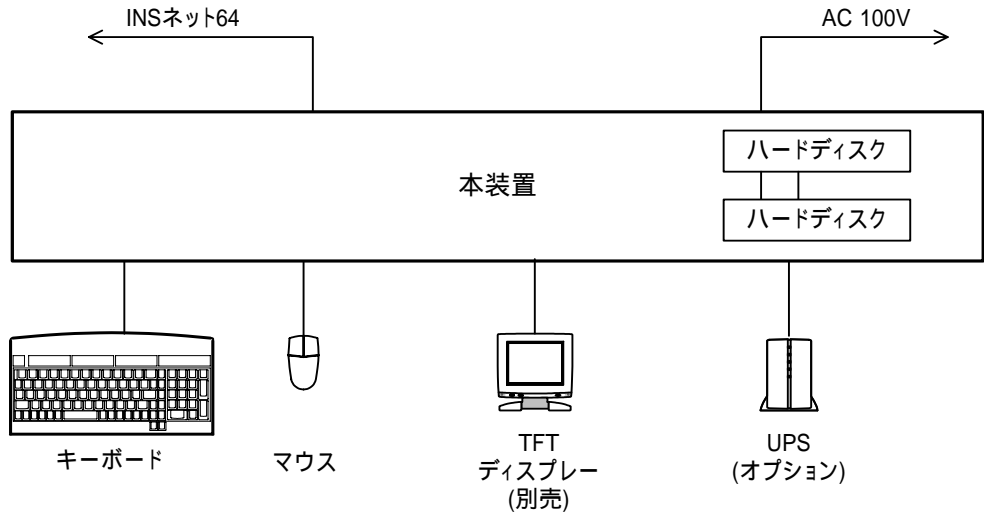 INSネット64
AC 100V
本装置
ハードディスク
ハードディスク
キーボード
マウス
TFT
ディスプレー
(別売)
UPS
(オプション)